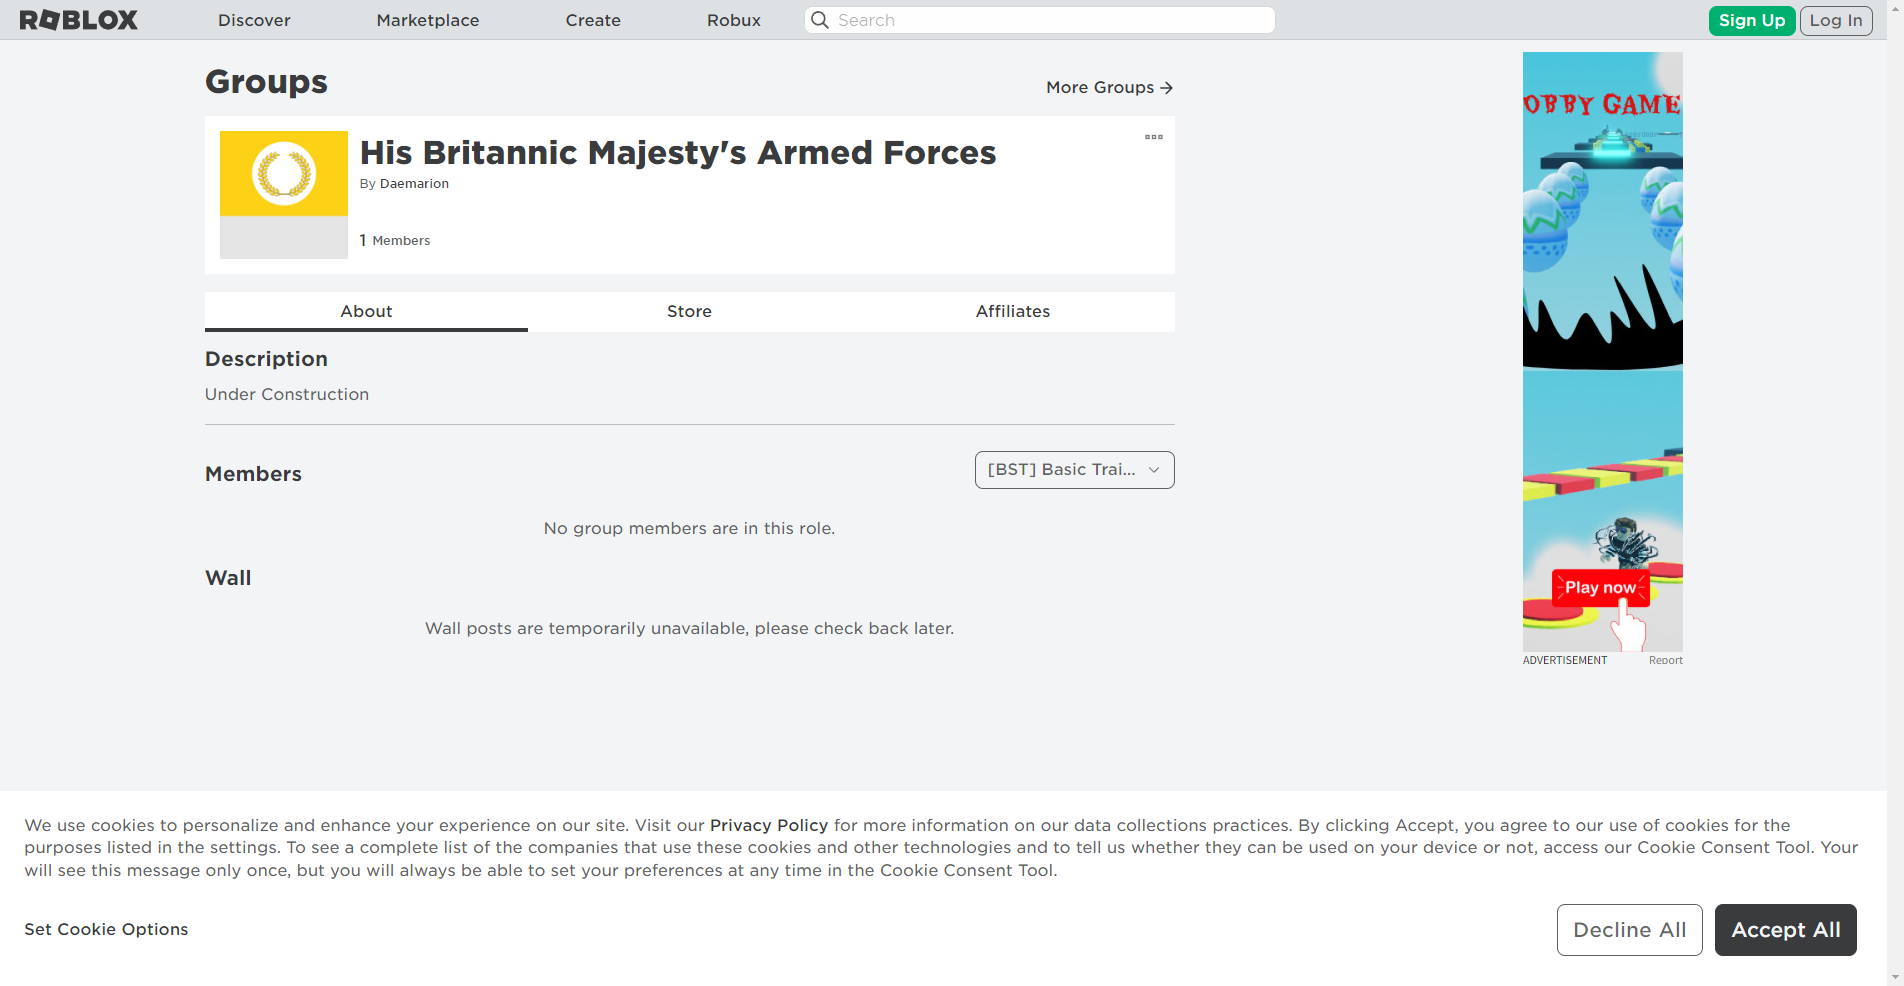 ROBLOX
Discover
Marketplace
Create
Robux
Search
Sign Up
Log In
Groups
More Groups
His Britannic Majesty's Armed Forces
By Daemarion
1 Members
About
Store
Affiliates
Description
Under Construction
Members
[BST] Basic Trai...
No group members are in this role.
Wall
Wall posts are temporarily unavailable, please check back later.
OBBY GAME
Play now
ADVERTISEMENT
Report
We use cookies to personalize and enhance your experience on our site. Visit our Privacy Policy for more information on our data collections practices. By clicking Accept, you agree to our use of cookies for the
purposes listed in the settings. To see a complete list of the companies that use these cookies and other technologies and to tell us whether they can be used on your device or not, access our Cookie Consent Tool. Your
will see this message only once, but you will always be able to set your preferences at any time in the Cookie Consent Tool.
Set Cookie Options
Decline All
Accept All